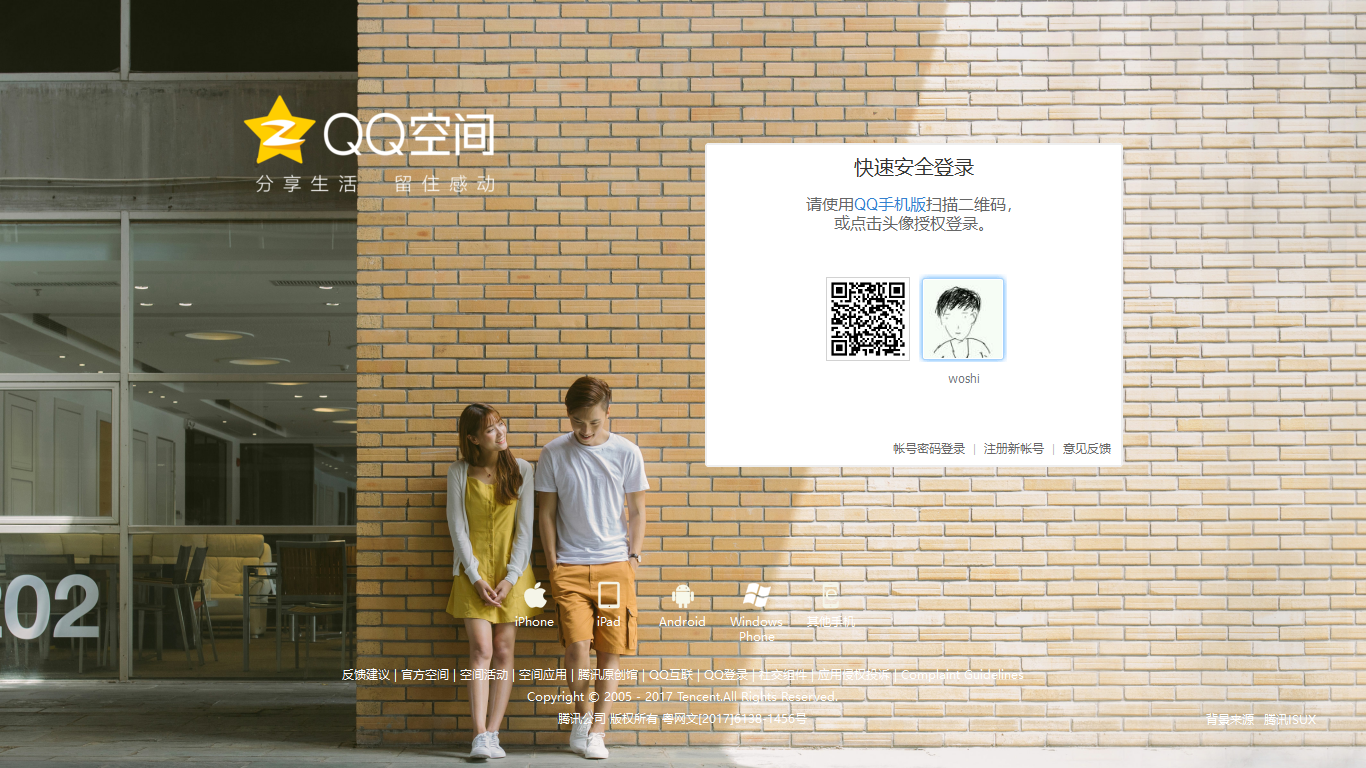 QQ空间
分享生活 留住感动
快速安全登录
请使用QQ手机版扫描二维码，
或点击头像授权登录。
woshi
帐号密码登录 | 注册新帐号 | 意见反馈
202
iPhone
iPad
Android
Windows Phone
其他手机
反馈建议 | 官方空间 | 空间活动 | 空间应用 | 腾讯原创馆 | QQ互联 | QQ登录 | 社交组件 | 应用侵权投诉 | Complaint Guidelines
Copyright © 2005 - 2017 Tencent.All Rights Reserved.
腾讯公司 版权所有 粤网文[2017]6138-1456号
背景来源 腾讯ISUX